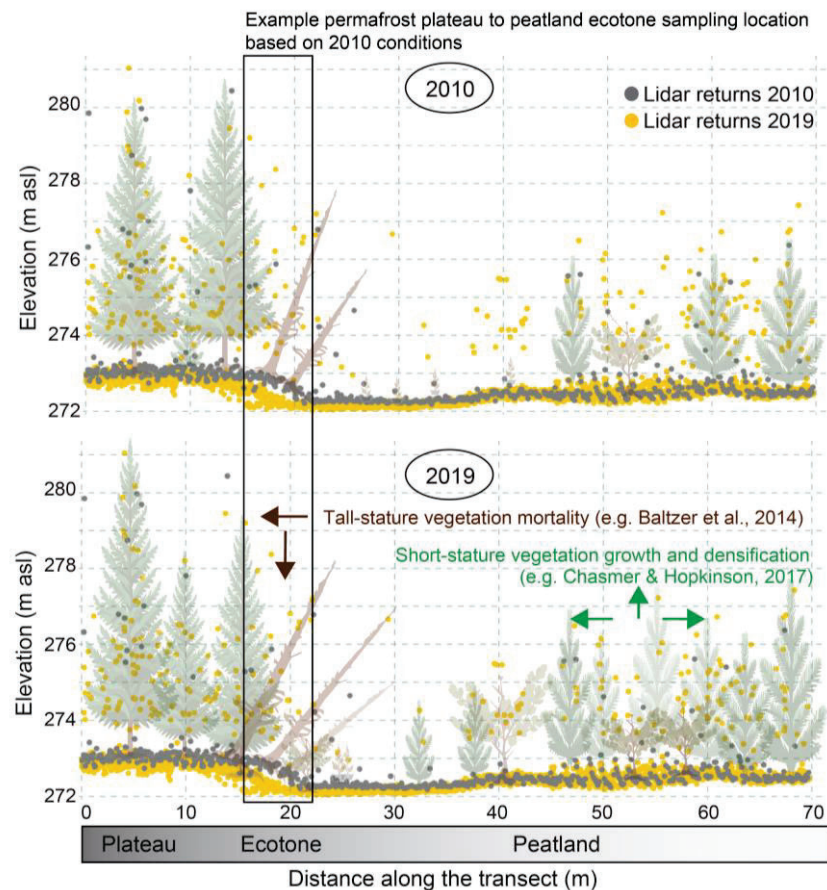 Example permafrost plateau to peatland ecotone sampling location
based on 2010 conditions
2010
Lidar returns 2010
Lidar returns 2019
Elevation (m asl)
280
278
276
274
272
2019
Tall-stature vegetation mortality (e.g. Baltzer et al., 2014)
Short-stature vegetation growth and densification
(e.g. Chasmer & Hopkinson, 2017)
Elevation (m asl)
280
278
276
274
272
0 10 20 30 40 50 60 70
Plateau Ecotone Peatland
Distance along the transect (m)